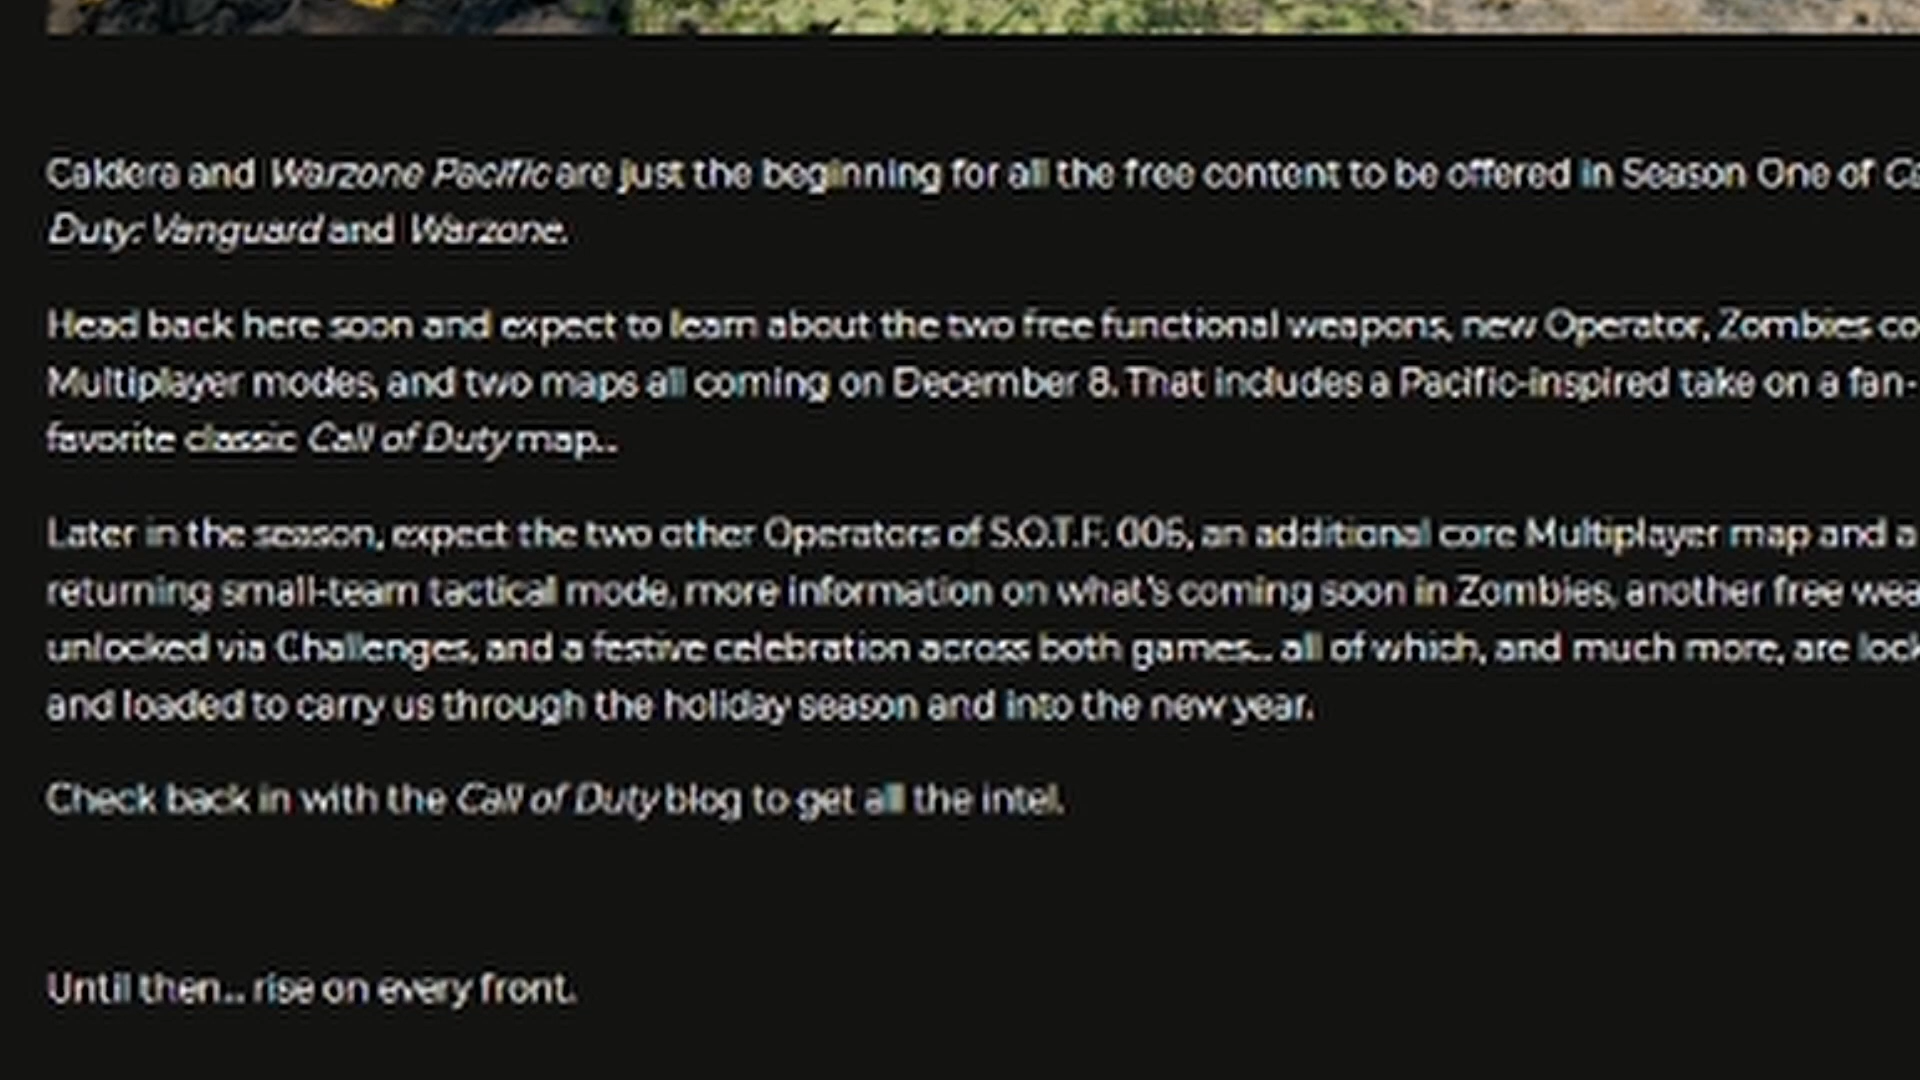 Caldera and Warzone Pacific are just the beginning for all the free content to be offered in Season One of
Duty: Vanguard and Warzone.
Head back here soon and expect to learn about the two free functional weapons, new Operator, Zombies
Multiplayer modes, and two maps all coming on December 8. That includes a Pacific-inspired take on a fan-
favorite classic Call of Duty map...
Later in the season, expect the two other Operators of S.O.T.F. 006, an additional core Multiplayer map and a
returning small-team tactical mode, more information on what's coming soon in Zombies, another free
unlocked via Challenges, and a festive celebration across both games... all of which, and much more, are
and loaded to carry us through the holiday season and into the new year.
Check back in with the Call of Duty blog to get all the intel.
Until then... rise on every front.